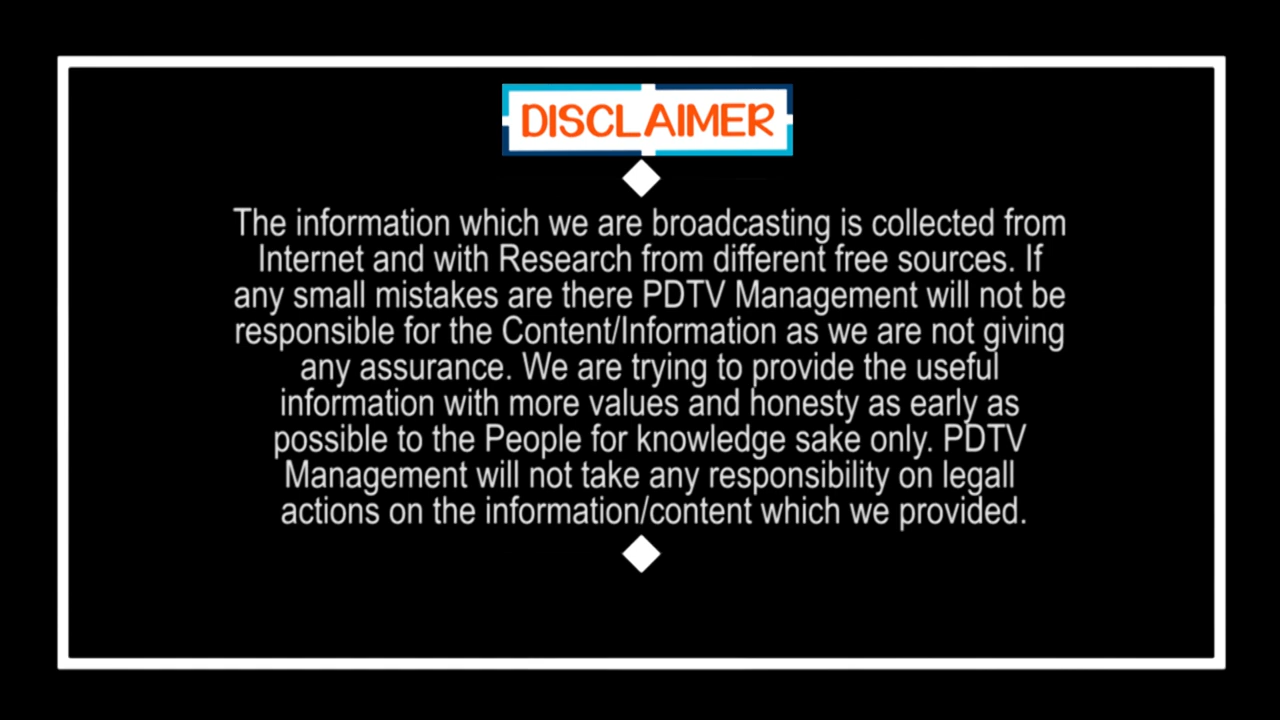 DISCLAIMER
The information which we are broadcasting is collected from
Internet and with Research from different free sources. If
any small mistakes are there PDTV Management will not be
responsible for the Content/Information as we are not giving
any assurance. We are trying to provide the useful
information with more values and honesty as early as
possible to the People for knowledge sake only. PDTV
Management will not take any responsibility on legall
actions on the information/content which we provided.